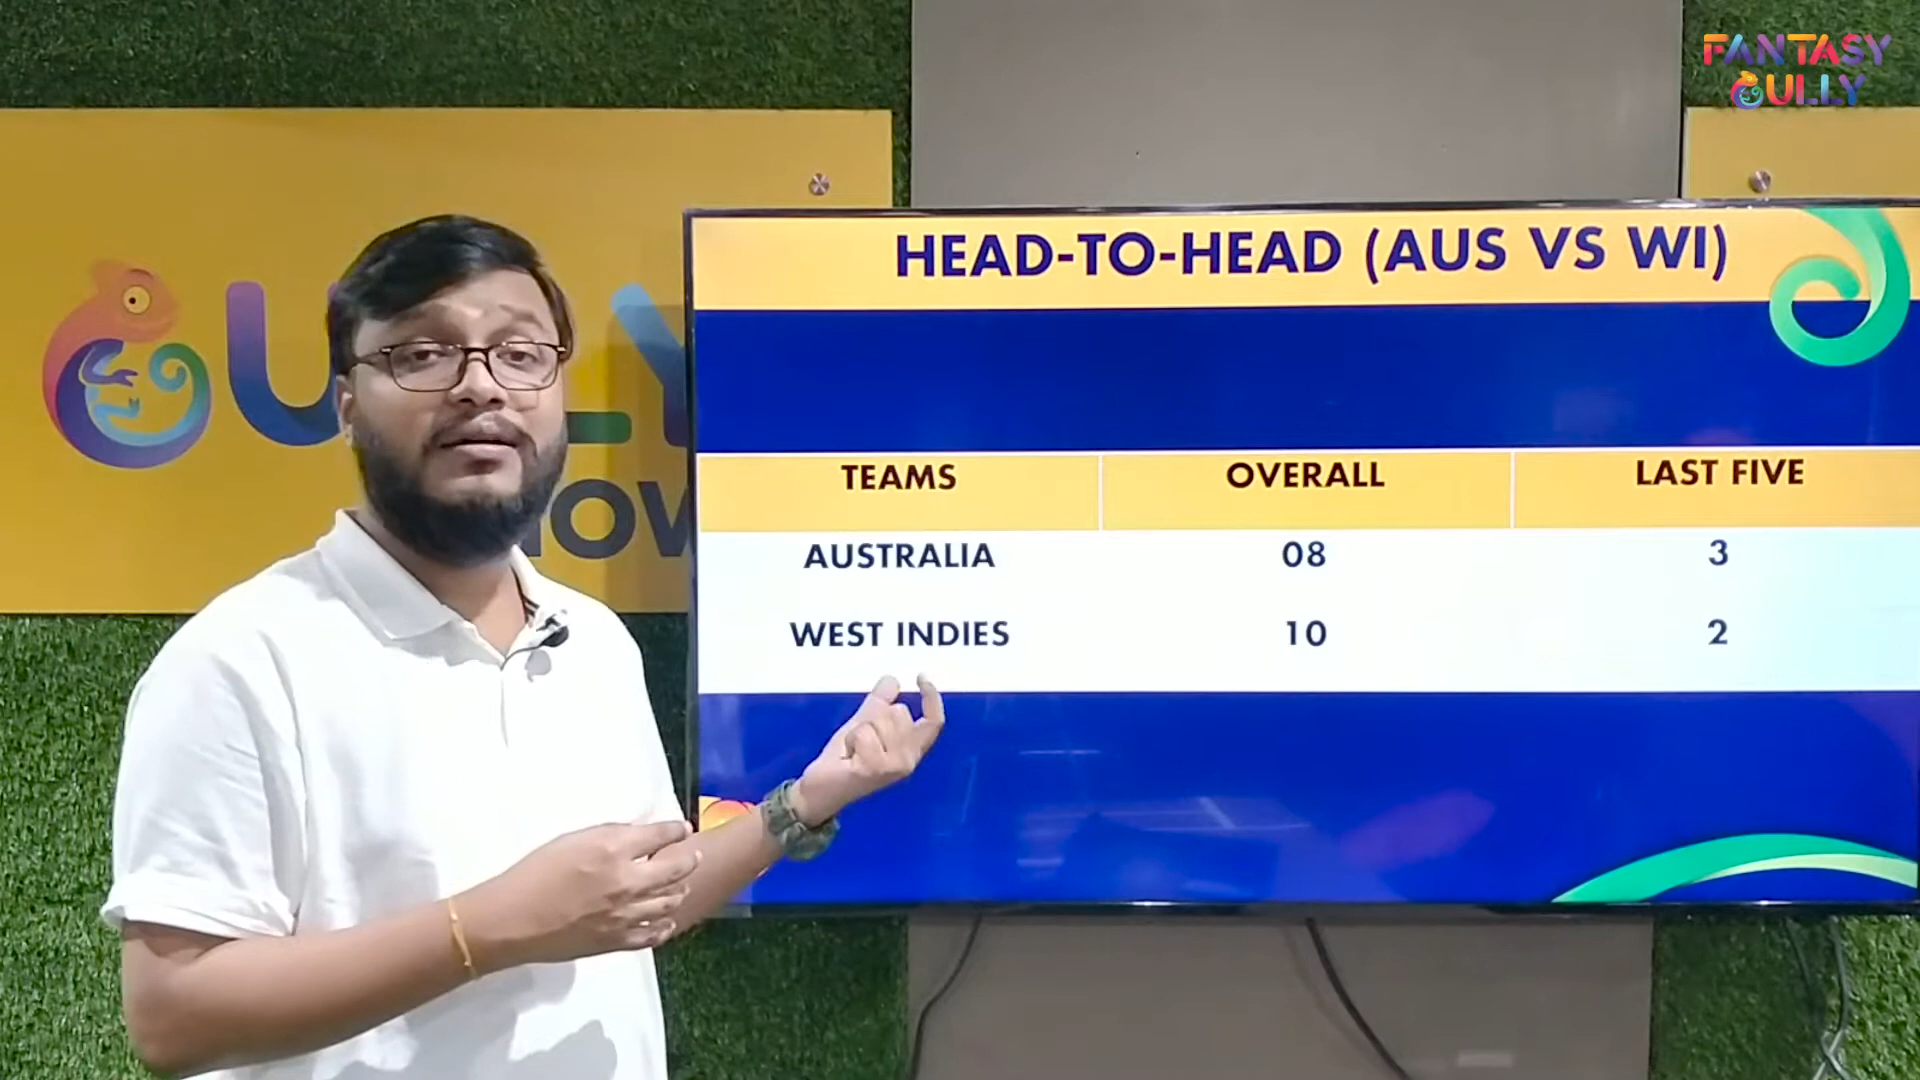 FANTASY
GULLY
HEAD-TO-HEAD (AUS VS WI)
TEAMS OVERALL LAST FIVE
AUSTRALIA 08 3
WEST INDIES 10 2